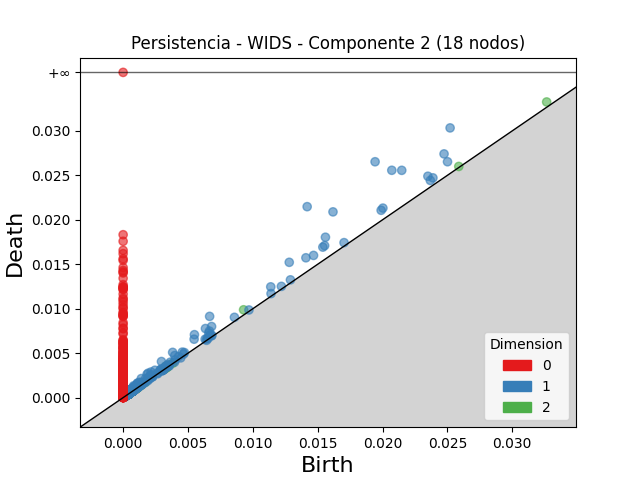 Persistencia - WIDS - Componente 2 (18 nodos)
+∞
0.030
0.025
0.020
0.015
0.010
0.005
0.000
Death
0.000 0.005 0.010 0.015 0.020 0.025 0.030
Birth
Dimension
0
1
2